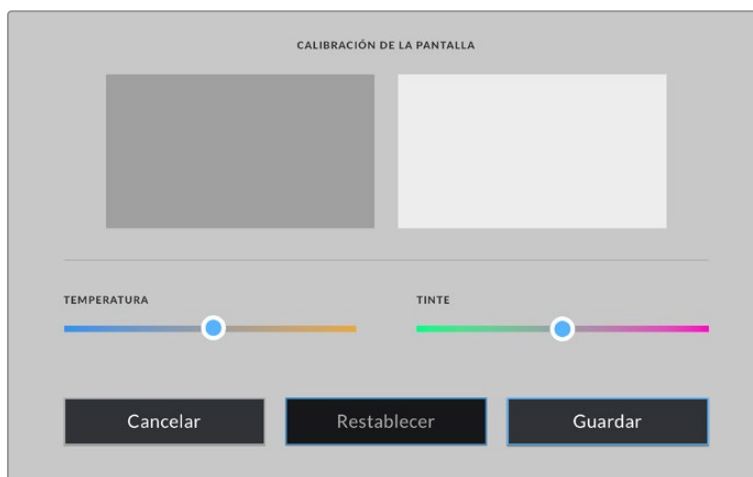 CALIBRACIÓN DE LA PANTALLA
TEMPERATURA
TINTE
Cancelar
Restablecer
Guardar